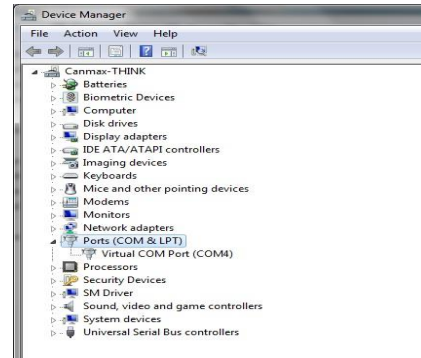 Device Manager
File Action View Help
Canmax-THINK
Batteries
Biometric Devices
Computer
Disk drives
Display adapters
IDE ATA/ATAPI controllers
Imaging devices
Keyboards
Mice and other pointing devices
Modems
Monitors
Network adapters
Ports (COM & LPT)
Virtual COM Port (COM4)
Processors
Security Devices
SM Driver
Sound, video and game controllers
System devices
Universal Serial Bus controllers